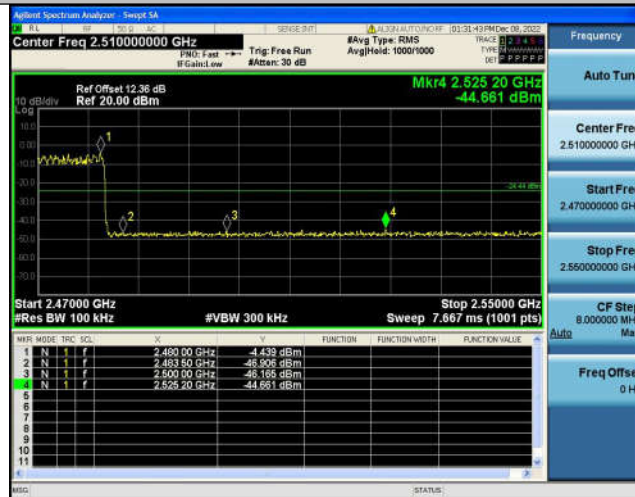 Agilent Spectrum Analyzer - Swept SA
RL RF 50 Ω AC SENSE:INT ALIGN AUTO/NO RF 01:31:43 PM Dec 08, 2022
Center Freq 2.510000000 GHz
PNO: Fast
IFGain:Low
Trig: Free Run
#Atten: 30 dB
#Avg Type: RMS
Avg|Hold: 1000/1000
TRACE 1 2 3 4 5 6
TYPE
DET P P P P P P
Ref Offset 12.36 dB
Ref 20.00 dBm
10 dB/div
Log
Mkr4 2.525 20 GHz
-44.661 dBm
10.0
0.00
-10.0
-20.0
-30.0
-40.0
-50.0
-60.0
-70.0
1
2
3
4
-24.44 dBm
Start 2.47000 GHz
Stop 2.55000 GHz
#Res BW 100 kHz
#VBW 300 kHz
Sweep 7.667 ms (1001 pts)
MKR MODE TRC SCL X Y FUNCTION FUNCTION WIDTH FUNCTION VALUE
1 N 1 f 2.480 00 GHz -4.439 dBm
2 N 1 f 2.483 50 GHz -46.906 dBm
3 N 1 f 2.500 00 GHz -46.165 dBm
4 N 1 f 2.525 20 GHz -44.661 dBm
5
6
7
8
9
10
11
MSG STATUS
Frequency
Auto Tun
Center Fre
2.510000000 GH
Start Fre
2.470000000 GH
Stop Fre
2.550000000 GH
CF Step
8.000000 MH
Auto Ma
Freq Offse
0 H